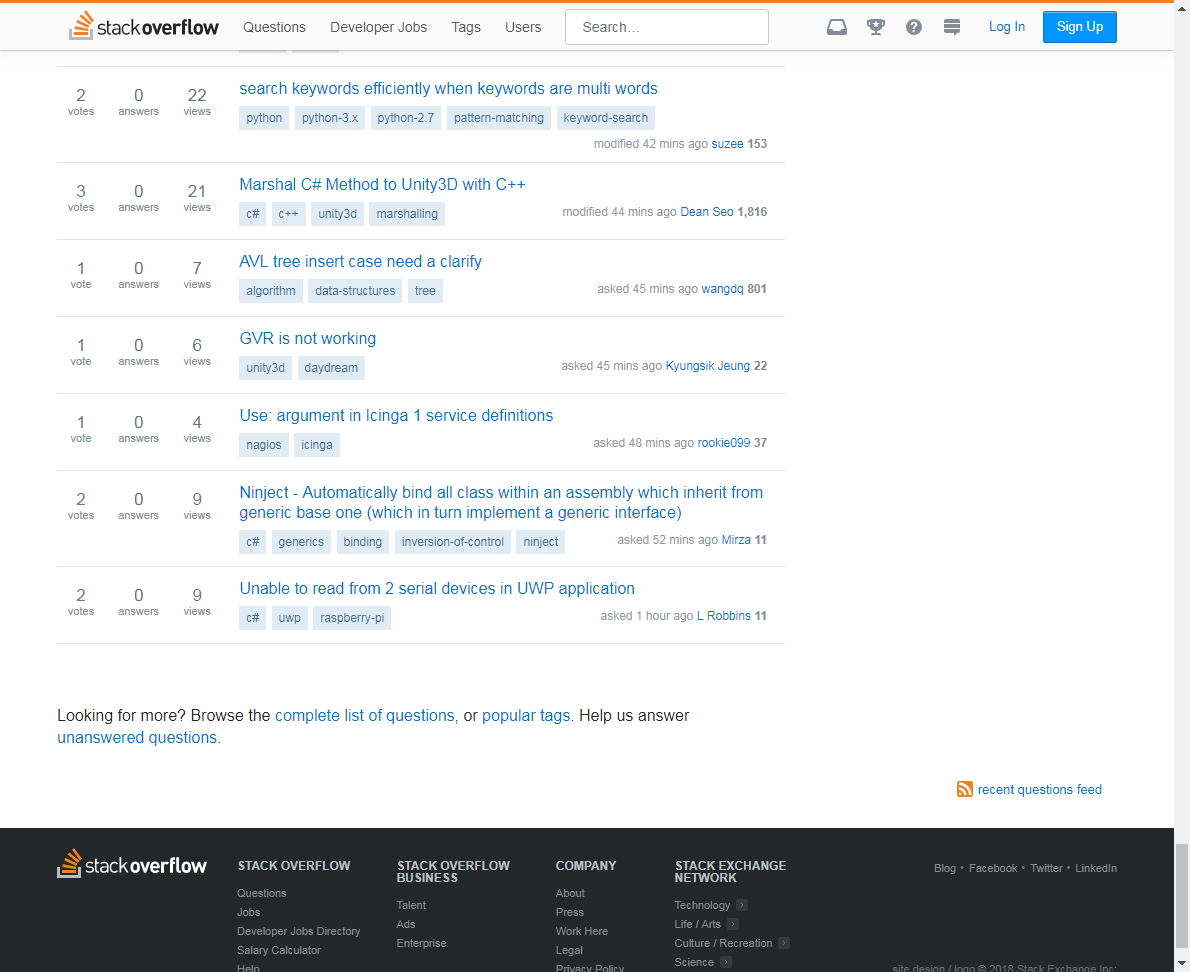 stackoverflow Questions Developer Jobs Tags Users Search... Log In Sign Up
2 0 22 search keywords efficiently when keywords are multi words
votes answers views
python python-3.x python-2.7 pattern-matching keyword-search
modified 42 mins ago suzee 153
3 0 21 Marshal C# Method to Unity3D with C++
votes answers views
c# c++ unity3d marshalling modified 44 mins ago Dean Seo 1,816
1 0 7 AVL tree insert case need a clarify
vote answers views
algorithm data-structures tree asked 45 mins ago wangdq 801
1 0 6 GVR is not working
vote answers views
unity3d daydream asked 45 mins ago Kyungsik Jeung 22
1 0 4 Use: argument in Icinga 1 service definitions
vote answers views
nagios icinga asked 48 mins ago rookie099 37
2 0 9 Ninject - Automatically bind all class within an assembly which inherit from
votes answers views generic base one (which in turn implement a generic interface)
c# generics binding inversion-of-control ninject asked 52 mins ago Mirza 11
2 0 9 Unable to read from 2 serial devices in UWP application
votes answers views
c# uwp raspberry-pi asked 1 hour ago L Robbins 11
Looking for more? Browse the complete list of questions, or popular tags. Help us answer
unanswered questions.
recent questions feed
stackoverflow
STACK OVERFLOW
Questions
Jobs
Developer Jobs Directory
Salary Calculator
Help
STACK OVERFLOW
BUSINESS
Talent
Ads
Enterprise
COMPANY
About
Press
Work Here
Legal
Privacy Policy
STACK EXCHANGE
NETWORK
Technology
Life / Arts
Culture / Recreation
Science
Blog • Facebook • Twitter • LinkedIn
site design / logo © 2018 Stack Exchange Inc;